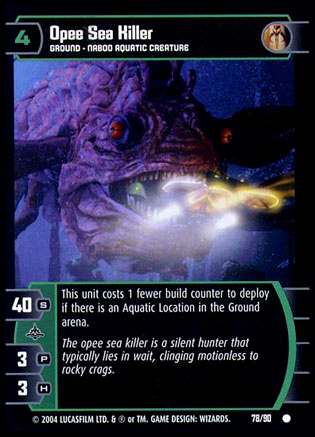 4 Opee Sea Killer
GROUND - NABOO AQUATIC CREATURE
40 S
This unit costs 1 fewer build counter to deploy
if there is an Aquatic Location in the Ground
arena.
The opee sea killer is a silent hunter that
typically lies in wait, clinging motionless to
rocky crags.
3 P
3 H
© 2004 LUCASFILM LTD. & ® or TM. GAME DESIGN: WIZARDS. 78/90